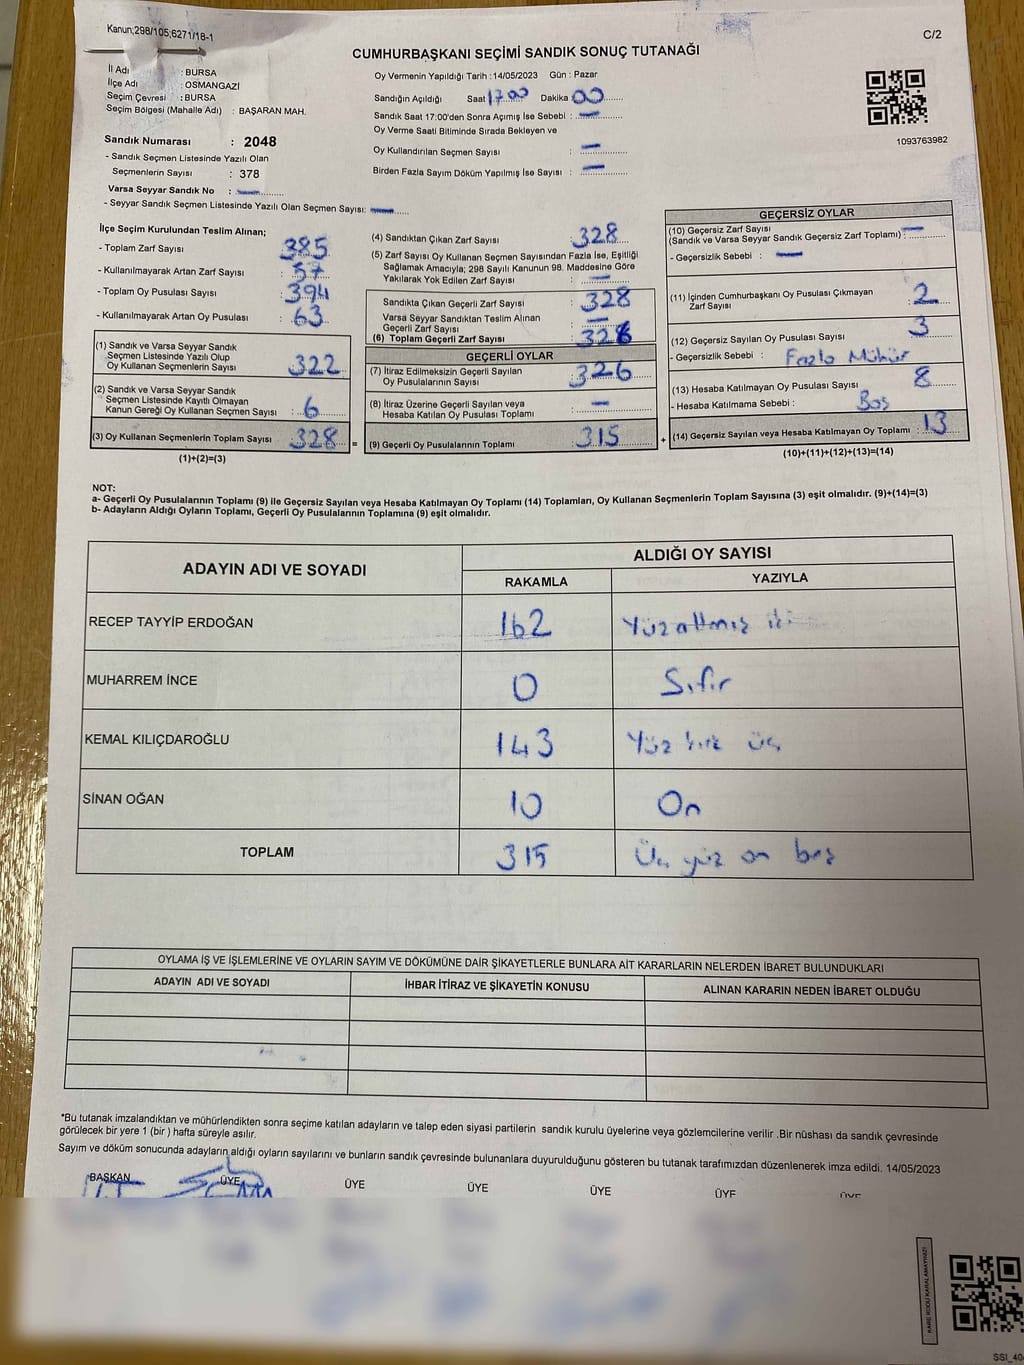 Kanun;298/105;6271/18-1
C/2
CUMHURBAŞKANI SEÇİMİ SANDIK SONUÇ TUTANAĞI
İl Adı : BURSA
İlçe Adı : OSMANGAZİ
Seçim Çevresi : BURSA
Seçim Bölgesi (Mahalle Adı) : BAŞARAN MAH.
Sandık Numarası : 2048
- Sandık Seçmen Listesinde Yazılı Olan
Seçmenlerin Sayısı : 378
Varsa Seyyar Sandık No : —
- Seyyar Sandık Seçmen Listesinde Yazılı Olan Seçmen Sayısı: —
Oy Vermenin Yapıldığı Tarih : 14/05/2023 Gün : Pazar
Sandığın Açıldığı Saat 17:00 Dakika 00
Sandık Saat 17:00'den Sonra Açımış İse Sebebi : —
Oy Verme Saati Bitiminde Sırada Bekleyen ve
Oy Kullandırılan Seçmen Sayısı : —
Birden Fazla Sayım Döküm Yapılmış İse Sayısı : —
1093763982
İlçe Seçim Kurulundan Teslim Alınan;
- Toplam Zarf Sayısı : 385
- Kullanılmayarak Artan Zarf Sayısı : 57
- Toplam Oy Pusulası Sayısı : 394
- Kullanılmayarak Artan Oy Pusulası : 63
(1) Sandık ve Varsa Seyyar Sandık
Seçmen Listesinde Yazılı Olup
Oy Kullanan Seçmenlerin Sayısı : 322
(2) Sandık ve Varsa Seyyar Sandık
Seçmen Listesinde Kayıtlı Olmayan
Kanun Gereği Oy Kullanan Seçmen Sayısı : 6
(3) Oy Kullanan Seçmenlerin Toplam Sayısı : 328
(1)+(2)=(3)
(4) Sandıktan Çıkan Zarf Sayısı : 328
(5) Zarf Sayısı Oy Kullanan Seçmen Sayısından Fazla İse, Eşitliği
Sağlamak Amacıyla; 298 Sayılı Kanunun 98. Maddesine Göre
Yakılarak Yok Edilen Zarf Sayısı : —
Sandıkta Çıkan Geçerli Zarf Sayısı : 328
Varsa Seyyar Sandıktan Teslim Alınan
Geçerli Zarf Sayısı : —
(6) Toplam Geçerli Zarf Sayısı :
GEÇERLİ OYLAR
(7) İtiraz Edilmeksizin Geçerli Sayılan
Oy Pusulalarının Sayısı : 326
(8) İtiraz Üzerine Geçerli Sayılan veya
Hesaba Katılan Oy Pusulası Toplamı : —
= (9) Geçerli Oy Pusulalarının Toplamı : 315 +
GEÇERSİZ OYLAR
(10) Geçersiz Zarf Sayısı
(Sandık ve Varsa Seyyar Sandık Geçersiz Zarf Toplamı) : —
- Geçersizlik Sebebi : —
(11) İçinden Cumhurbaşkanı Oy Pusulası Çıkmayan
Zarf Sayısı : 2
(12) Geçersiz Sayılan Oy Pusulası Sayısı : 3
- Geçersizlik Sebebi : Fazla Mühür
(13) Hesaba Katılmayan Oy Pusulası Sayısı : 8
- Hesaba Katılmama Sebebi : Boş
(14) Geçersiz Sayılan veya Hesaba Katılmayan Oy Toplamı : 13
(10)+(11)+(12)+(13)=(14)
NOT:
a- Geçerli Oy Pusulalarının Toplamı (9) ile Geçersiz Sayılan veya Hesaba Katılmayan Oy Toplamı (14) Toplamları, Oy Kullanan Seçmenlerin Toplam Sayısına (3) eşit olmalıdır. (9)+(14)=(3)
b- Adayların Aldığı Oyların Toplamı, Geçerli Oy Pusulalarının Toplamına (9) eşit olmalıdır.
ADAYIN ADI VE SOYADI
ALDIĞI OY SAYISI
RAKAMLA YAZIYLA
RECEP TAYYİP ERDOĞAN 162 Yüz altmış iki
MUHARREM İNCE 0 Sıfır
KEMAL KILIÇDAROĞLU 143 Yüz kırk üç
SİNAN OĞAN 10 On
TOPLAM 315 Üç yüz on beş
OYLAMA İŞ VE İŞLEMLERİNE VE OYLARIN SAYIM VE DÖKÜMÜNE DAİR ŞİKAYETLERLE BUNLARA AİT KARARLARIN NELERDEN İBARET BULUNDUKLARI
ADAYIN ADI VE SOYADI İHBAR İTİRAZ VE ŞİKAYETİN KONUSU ALINAN KARARIN NEDEN İBARET OLDUĞU
*Bu tutanak imzalandıktan ve mühürlendikten sonra seçime katılan adayların ve talep eden siyasi partilerin sandık kurulu üyelerine veya gözlemcilerine verilir .Bir nüshası da sandık çevresinde
görülecek bir yere 1 (bir ) hafta süreyle asılır.
Sayım ve döküm sonucunda adayların aldığı oyların sayılarını ve bunların sandık çevresinde bulunanlara duyurulduğunu gösteren bu tutanak tarafımızdan düzenlenerek imza edildi. 14/05/2023
BAŞKAN ÜYE ÜYE ÜYE ÜYE ÜYE ÜYE
KARE KODU KARALAMAYINIZ!